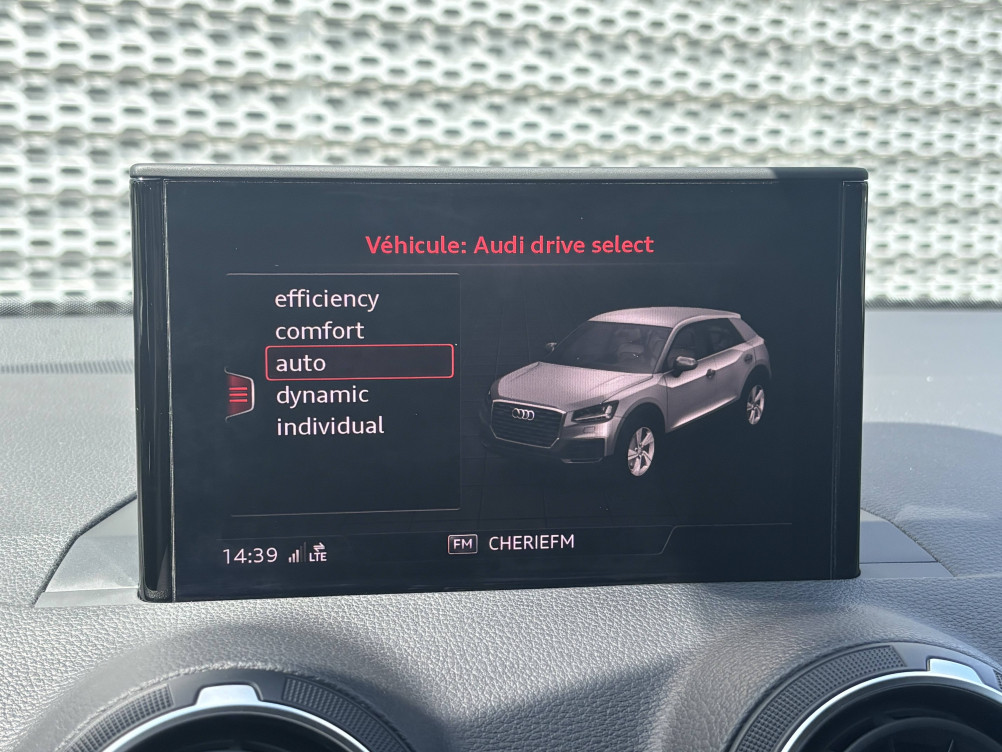 Véhicule: Audi drive select
efficiency
comfort
auto
dynamic
individual
14:39 LTE
FM CHERIEFM